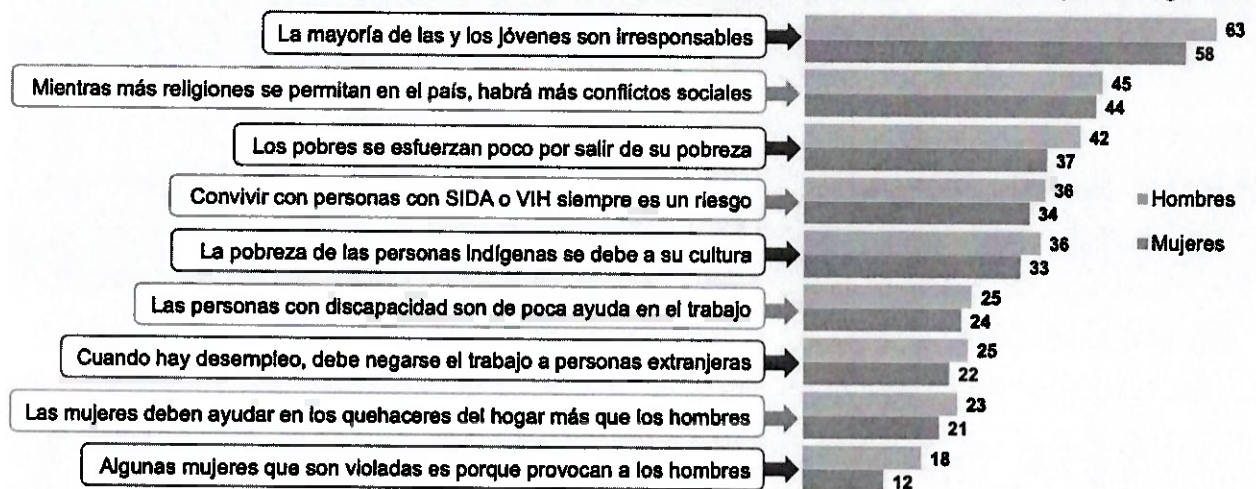 La mayoría de las y los jóvenes son irresponsables
63
58
Mientras más religiones se permitan en el país, habrá más conflictos sociales
45
44
Los pobres se esfuerzan poco por salir de su pobreza
42
37
Convivir con personas con SIDA o VIH siempre es un riesgo
36
34
Hombres
La pobreza de las personas Indígenas se debe a su cultura
36
33
Mujeres
Las personas con discapacidad son de poca ayuda en el trabajo
25
24
Cuando hay desempleo, debe negarse el trabajo a personas extranjeras
25
22
Las mujeres deben ayudar en los quehaceres del hogar más que los hombres
23
21
Algunas mujeres que son violadas es porque provocan a los hombres
18
12